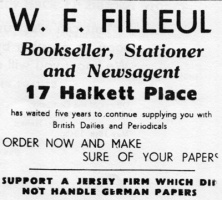 W. F. FILLEUL
Bookseller, Stationer
and Newsagent
17 Halkett Place
has waited five years to continue supplying you with
British Dailies and Periodicals
ORDER NOW AND MAKE
SURE OF YOUR PAPERS
SUPPORT A JERSEY FIRM WHICH DID
NOT HANDLE GERMAN PAPERS